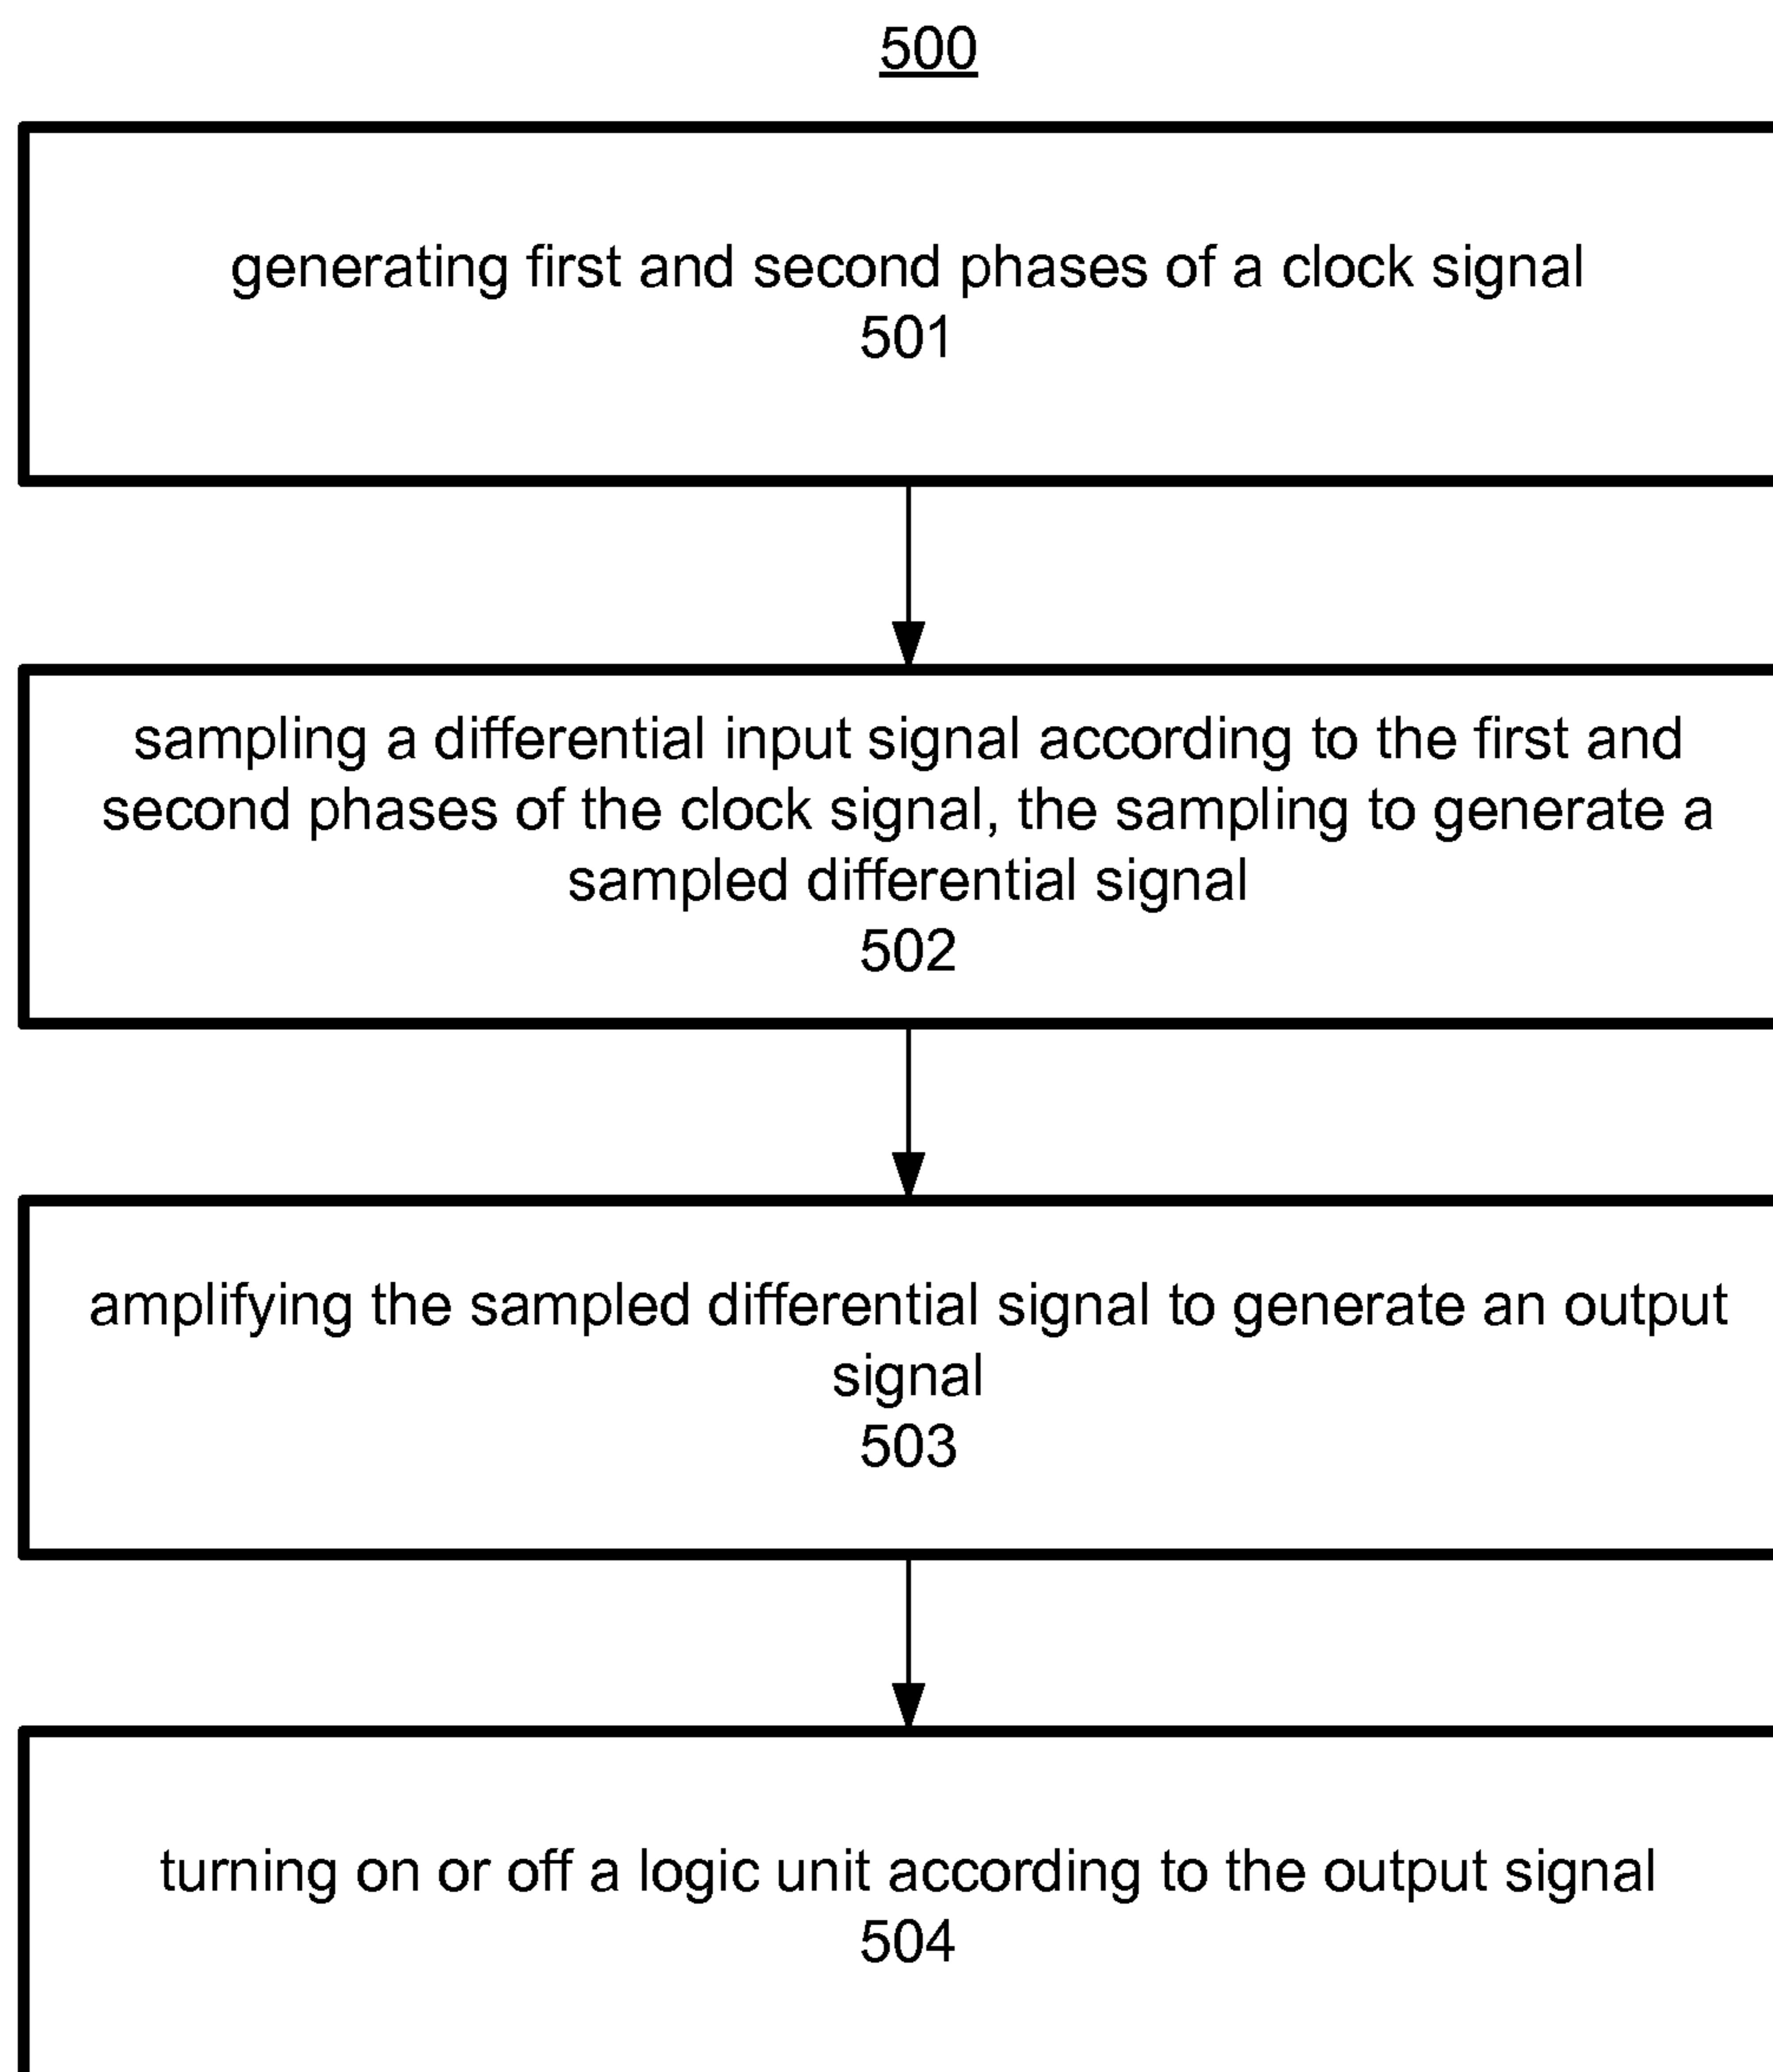 500
generating first and second phases of a clock signal
501
sampling a differential input signal according to the first and
second phases of the clock signal, the sampling to generate a
sampled differential signal
502
amplifying the sampled differential signal to generate an output
signal
503
turning on or off a logic unit according to the output signal
504